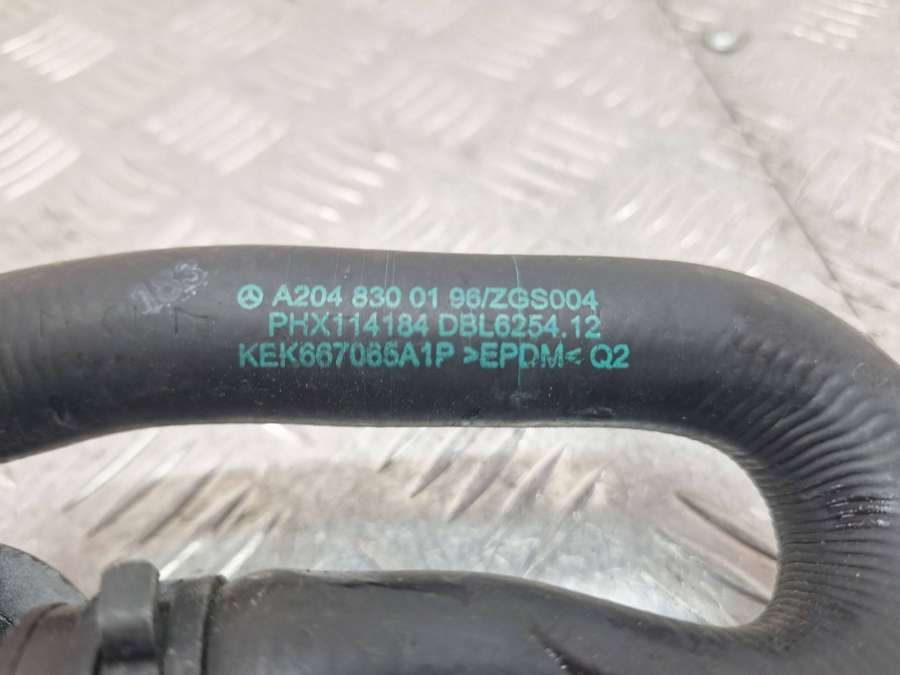 A204 830 01 96/ZGS004
PHX114184 DBL6254.12
KEK667065A1P >EPDM< Q2